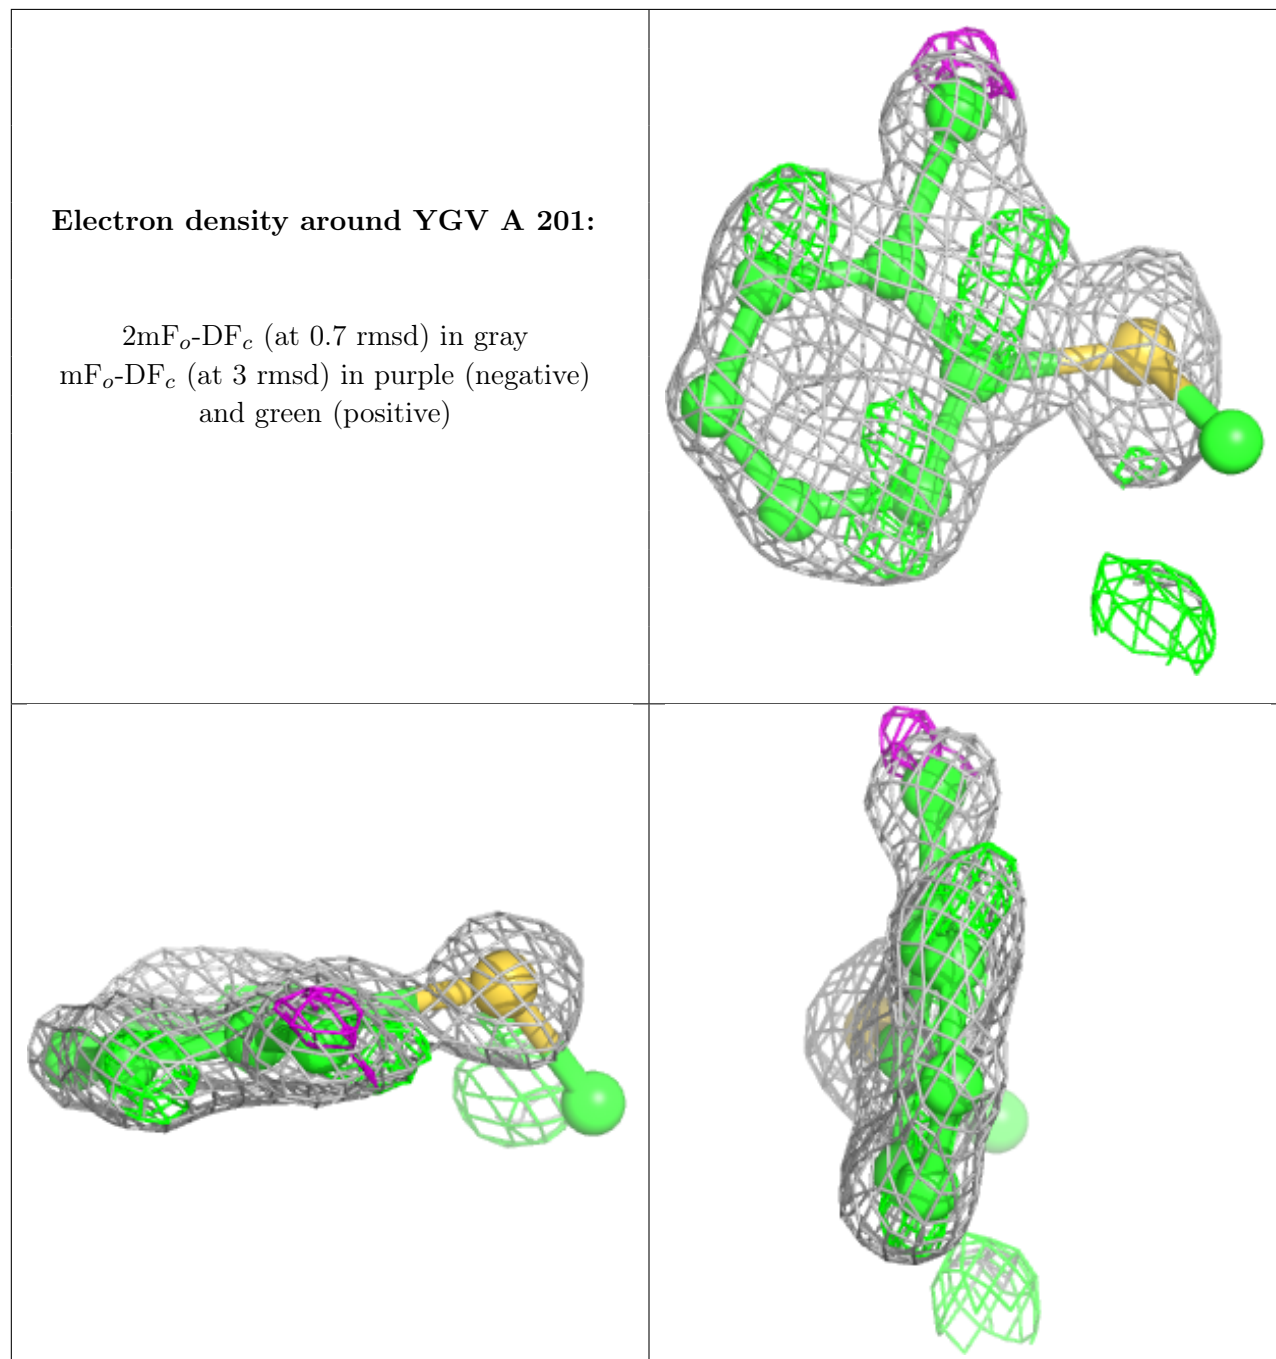 Electron density around YGV A 201:
2mFo-DFc (at 0.7 rmsd) in gray
mFo-DFc (at 3 rmsd) in purple (negative)
and green (positive)